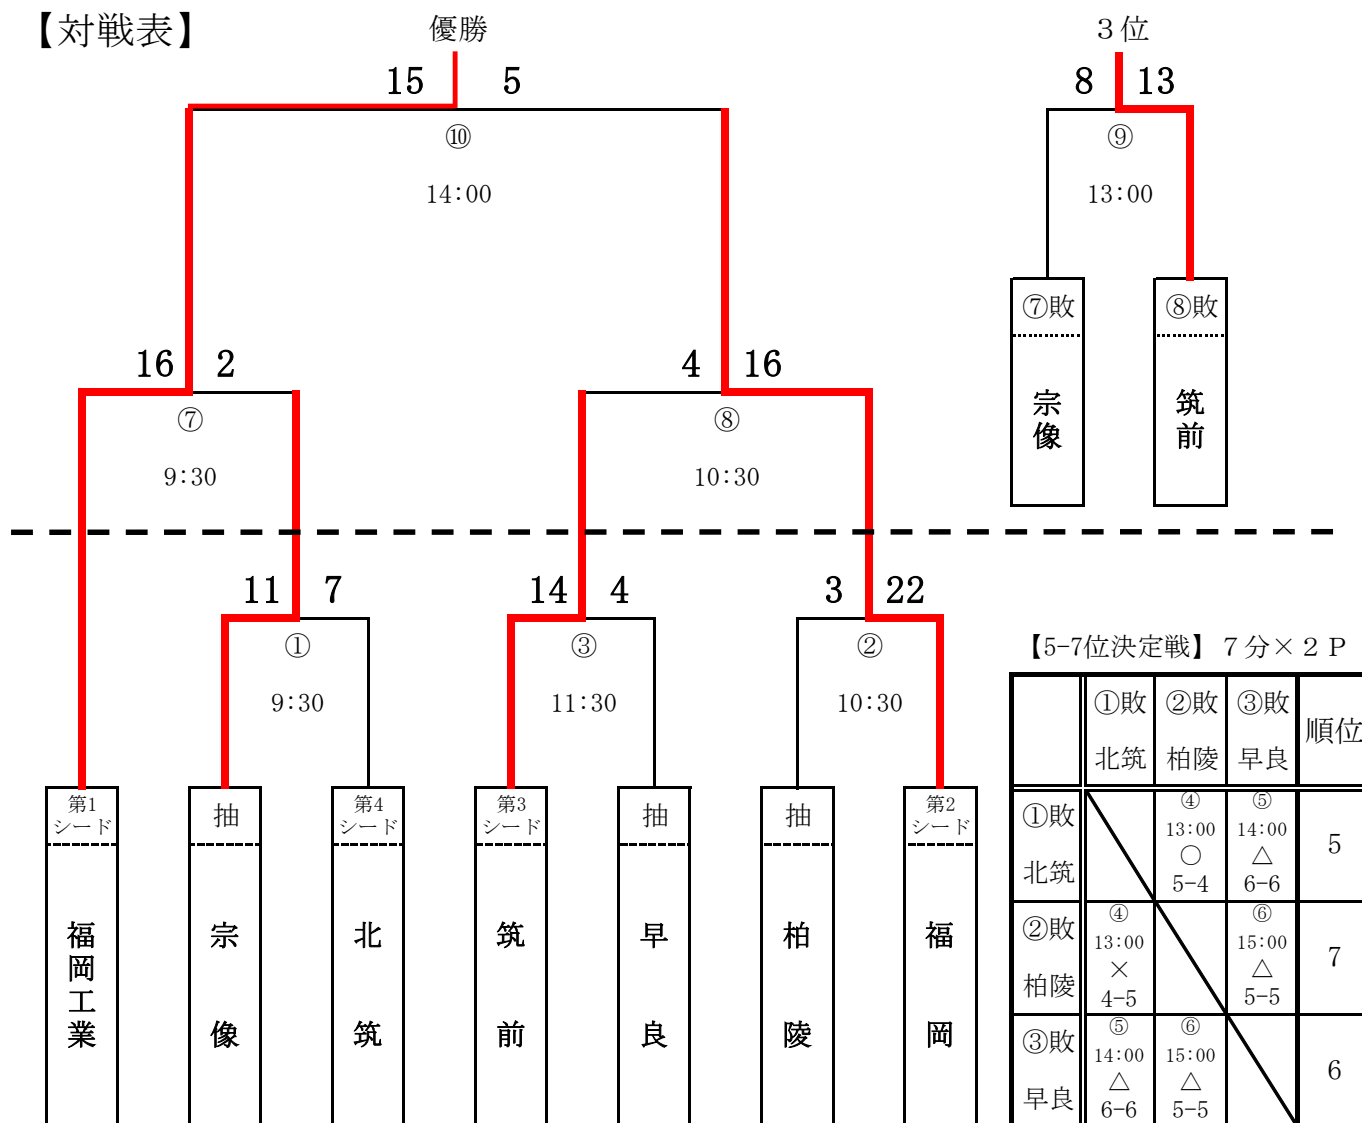 【対戦表】
優勝
３位
15 5
8 13
⑩
⑨
14:00
13:00
⑦敗
⑧敗
宗像
筑前
16 2
4 16
⑦
⑧
9:30
10:30
11 7
14 4
3 22
①
③
②
9:30
11:30
10:30
第1
シード
抽
第4
シード
第3
シード
抽
抽
第2
シード
福岡工業
宗像
北筑
筑前
早良
柏陵
福岡
【5-7位決定戦】７分×２Ｐ
①敗 ②敗 ③敗 順位
北筑 柏陵 早良
①敗
北筑
④
13:00
○
5-4
⑤
14:00
△
6-6
5
②敗
柏陵
④
13:00
×
4-5
⑥
15:00
△
5-5
7
③敗
早良
⑤
14:00
△
6-6
⑥
15:00
△
5-5
6